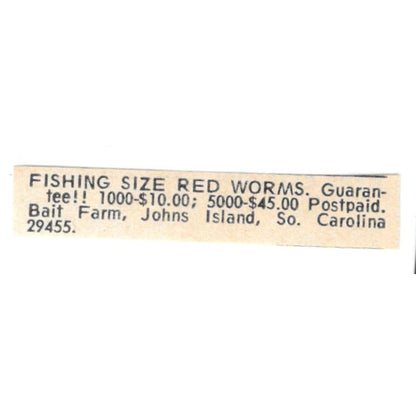 FISHING SIZE RED WORMS. Guaran-
tee!! 1000-$10.00; 5000-$45.00 Postpaid.
Bait Farm, Johns Island, So. Carolina
29455.